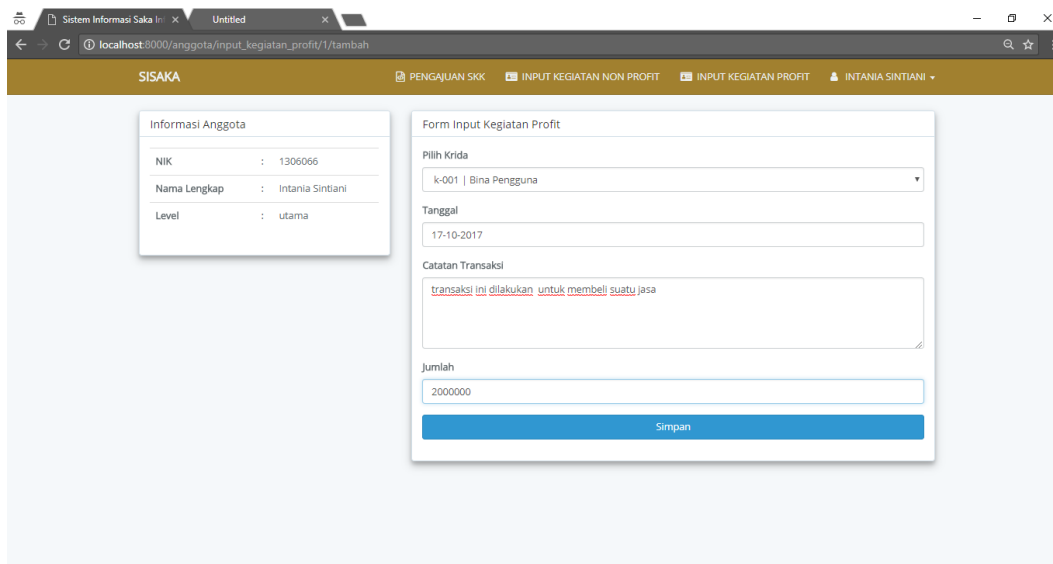 Sistem Informasi Saka In
Untitled
localhost:8000/anggota/input_kegiatan_profit/1/tambah
SISAKA PENGAJUAN SKK INPUT KEGIATAN NON PROFIT INPUT KEGIATAN PROFIT INTANIA SINTIANI
Informasi Anggota
NIK : 1306066
Nama Lengkap : Intania Sintiani
Level : utama
Form Input Kegiatan Profit
Pilih Krida
k-001 | Bina Pengguna
Tanggal
17-10-2017
Catatan Transaksi
transaksi ini dilakukan untuk membeli suatu jasa
Jumlah
2000000
Simpan